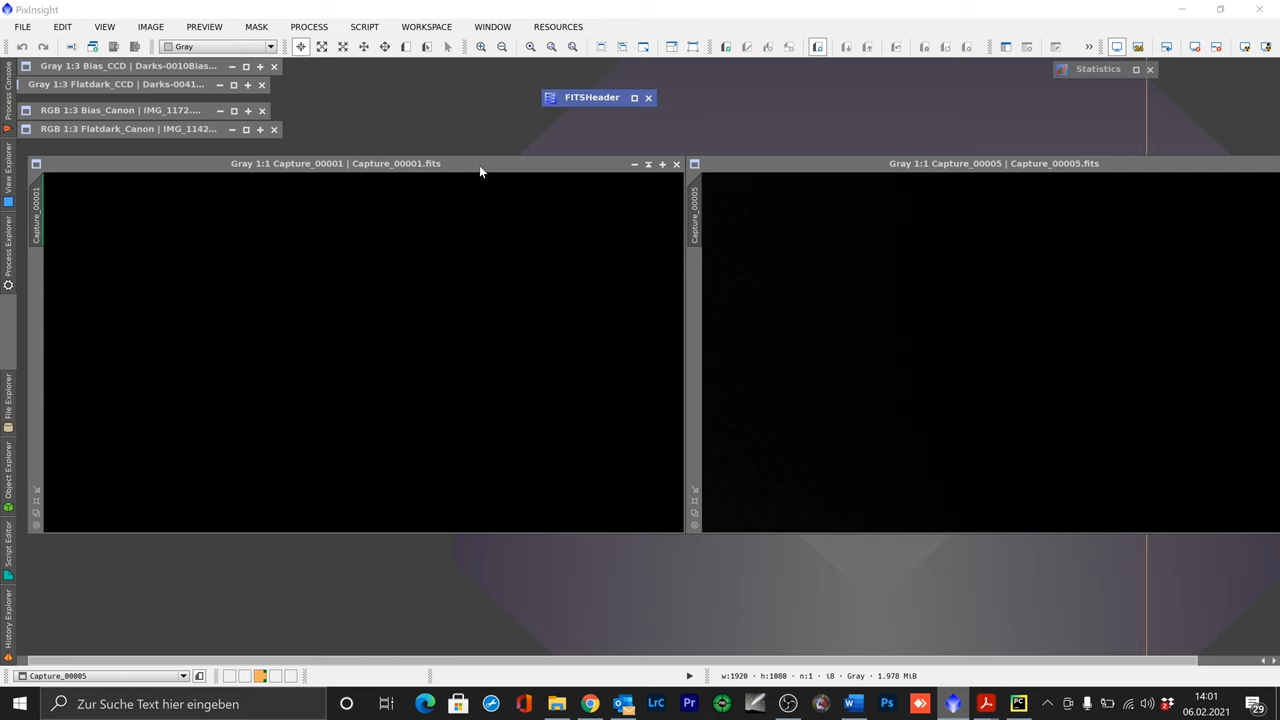 PixInsight
FILE EDIT VIEW IMAGE PREVIEW MASK PROCESS SCRIPT WORKSPACE WINDOW RESOURCES
Gray
Gray 1:3 Bias_CCD | Darks-0010Bias...
Statistics
Gray 1:3 Flatdark_CCD | Darks-0041...
FITSHeader
RGB 1:3 Bias_Canon | IMG_1172....
RGB 1:3 Flatdark_Canon | IMG_1142...
Gray 1:1 Capture_00001 | Capture_00001.fits
Gray 1:1 Capture_00005 | Capture_00005.fits
Capture_00001
Capture_00005
Process Console
View Explorer
Process Explorer
File Explorer
Object Explorer
Script Editor
History Explorer
Capture_00005
w:1920 · h:1080 · n:1 · i8 · Gray · 1.978 MiB
Zur Suche Text hier eingeben
LrC
Pr
Ps
PC
14:01
06.02.2021
29